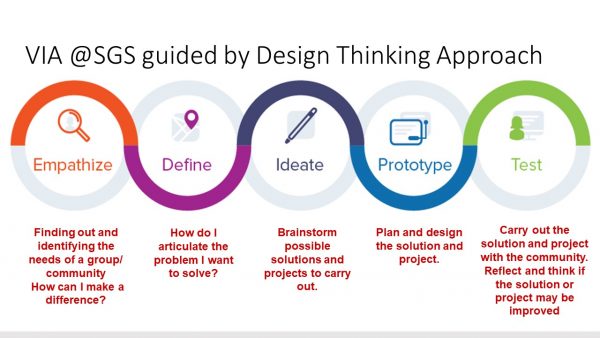 VIA @SGS guided by Design Thinking Approach
Empathize
Define
Ideate
Prototype
Test
Finding out and
identifying the
needs of a group/
community
How can I make a
difference?
How do I
articulate the
problem I want
to solve?
Brainstorm
possible
solutions and
projects to carry
out.
Plan and design
the solution and
project.
Carry out the
solution and project
with the community.
Reflect and think if
the solution or
project may be
improved